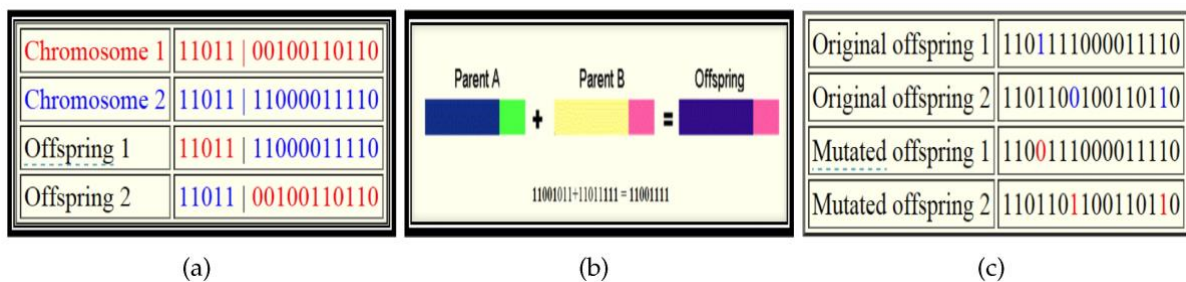 Chromosome 1 11011 | 00100110110
Chromosome 2 11011 | 11000011110
Offspring 1 11011 | 11000011110
Offspring 2 11011 | 00100110110
(a)
Parent A Parent B Offspring
+ =
11001011+11011111 = 11001111
(b)
Original offspring 1 1101111000011110
Original offspring 2 1101100100110110
Mutated offspring 1 1100111000011110
Mutated offspring 2 1101101100110110
(c)